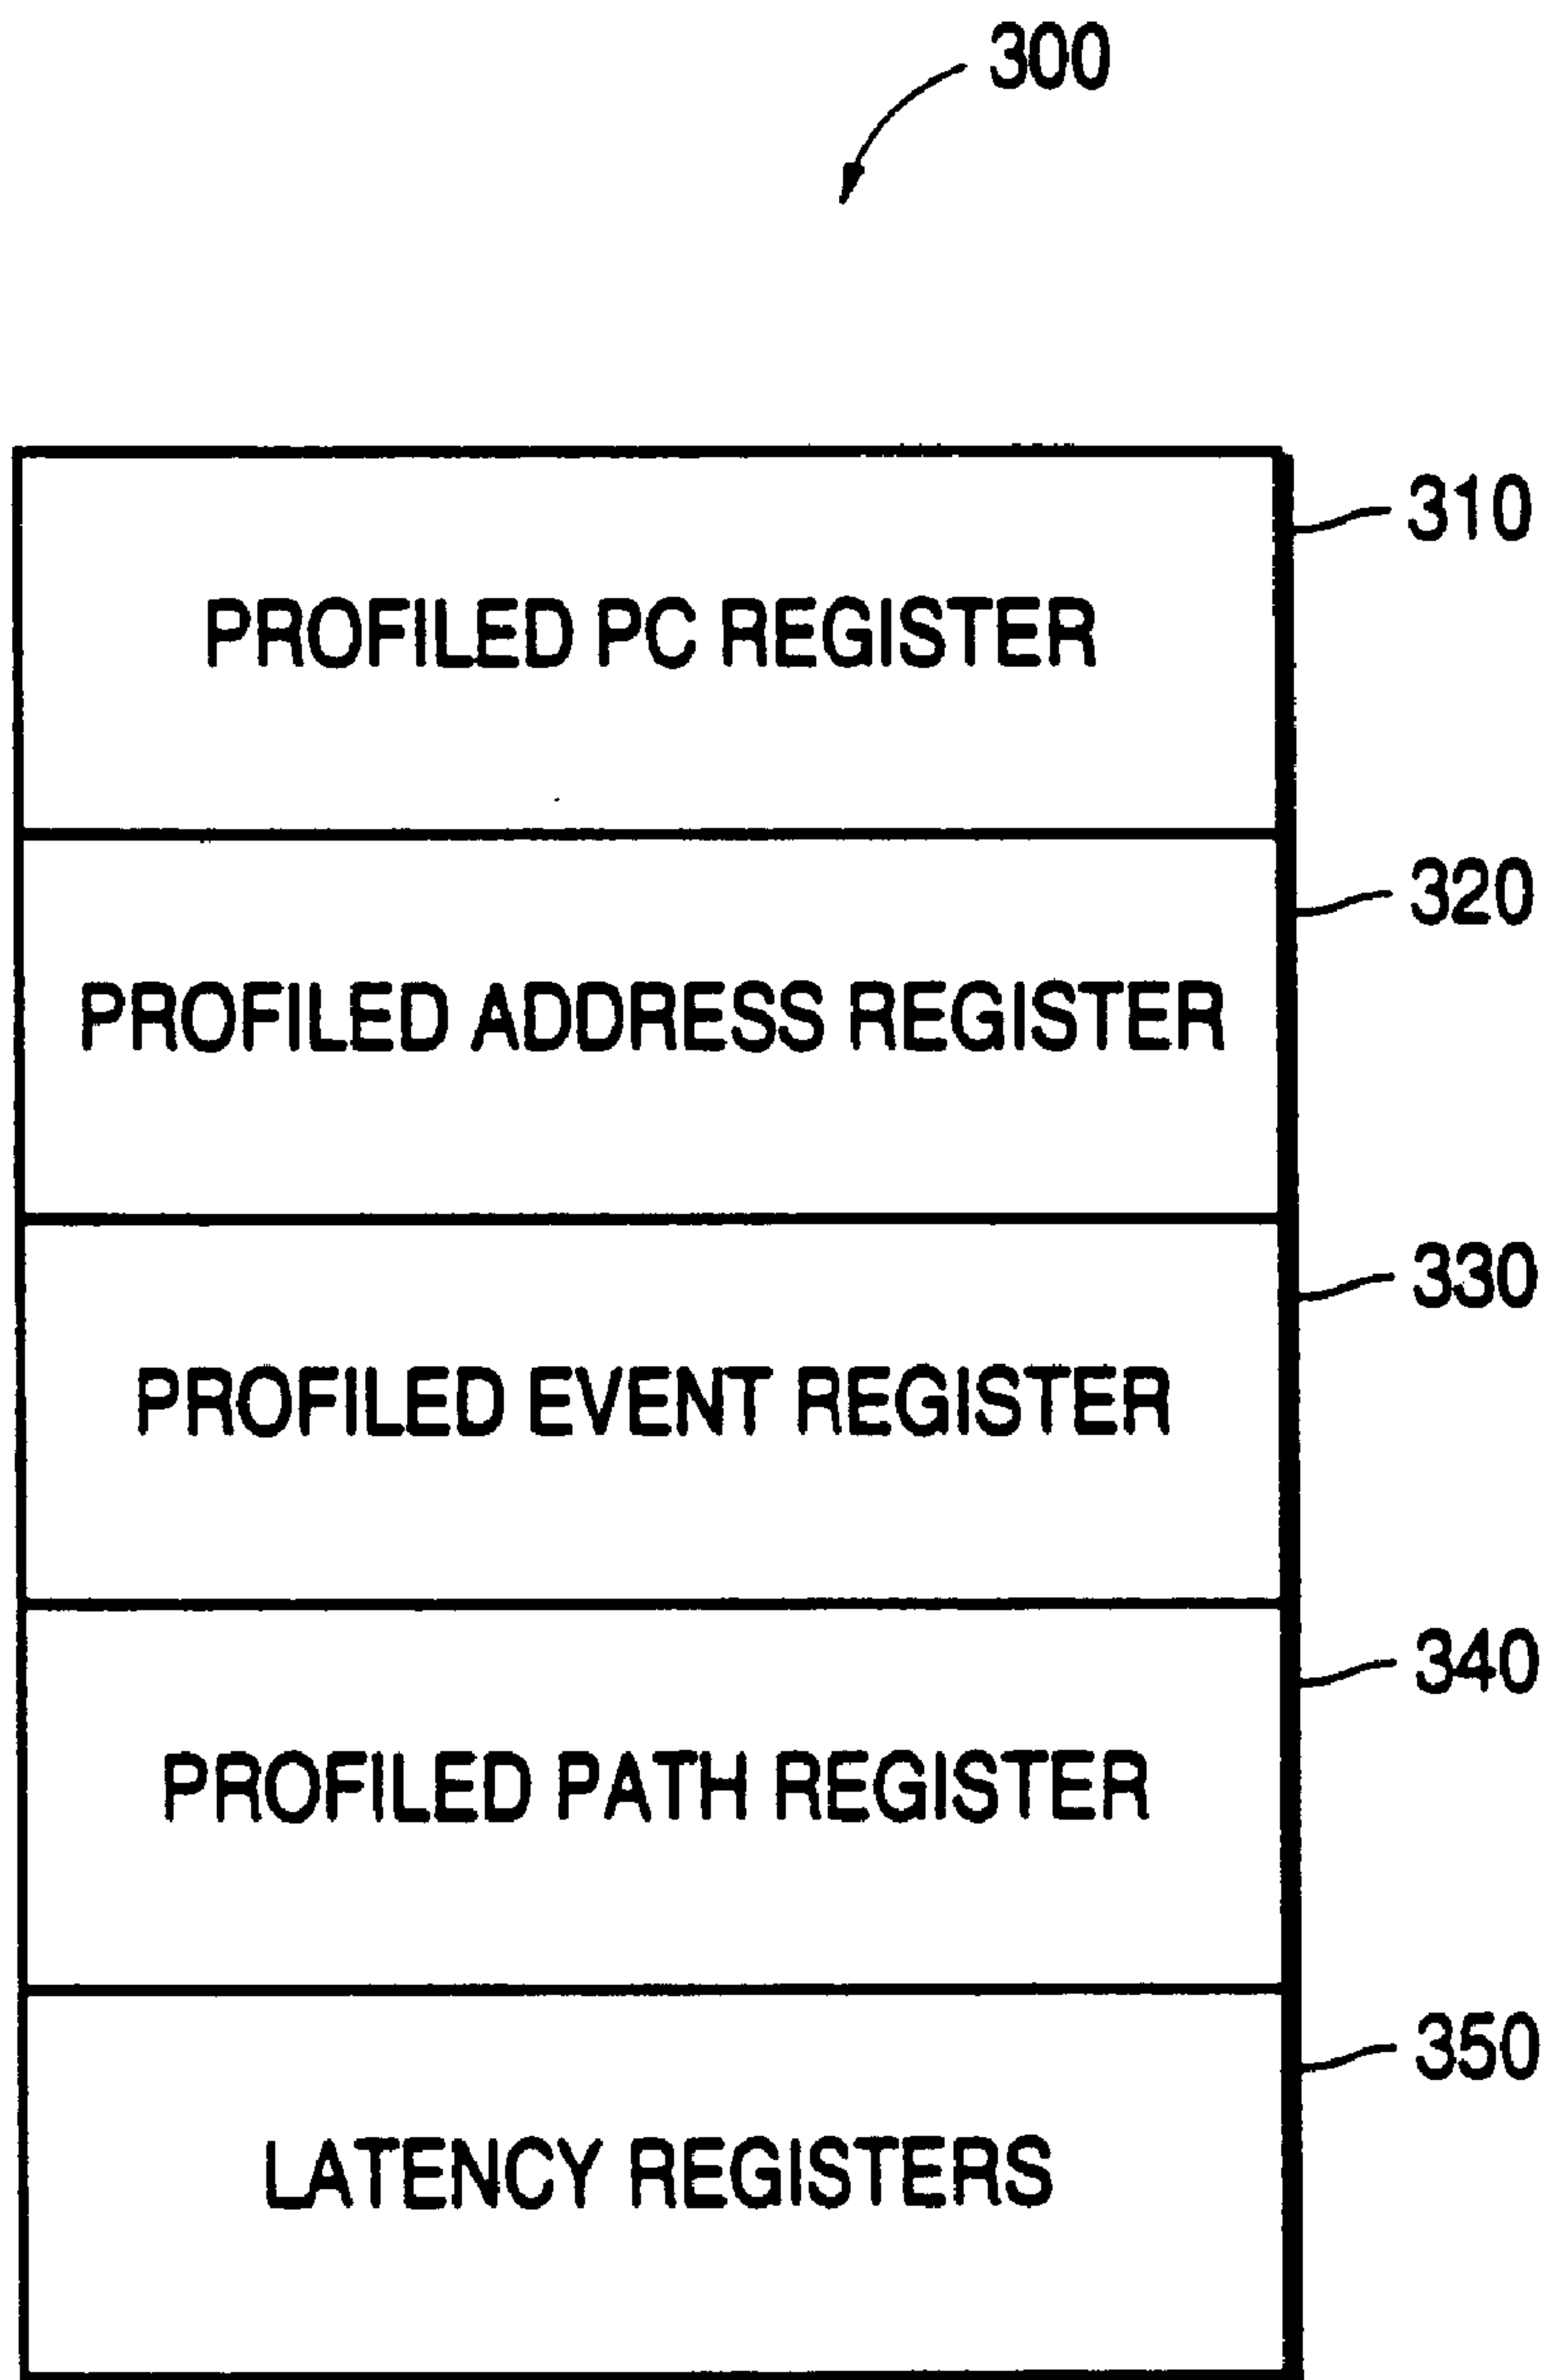 300
310
PROFILED PC REGISTER
320
PROFILED ADDRESS REGISTER
330
PROFILED EVENT REGISTER
340
PROFILED PATH REGISTER
350
LATENCY REGISTERS